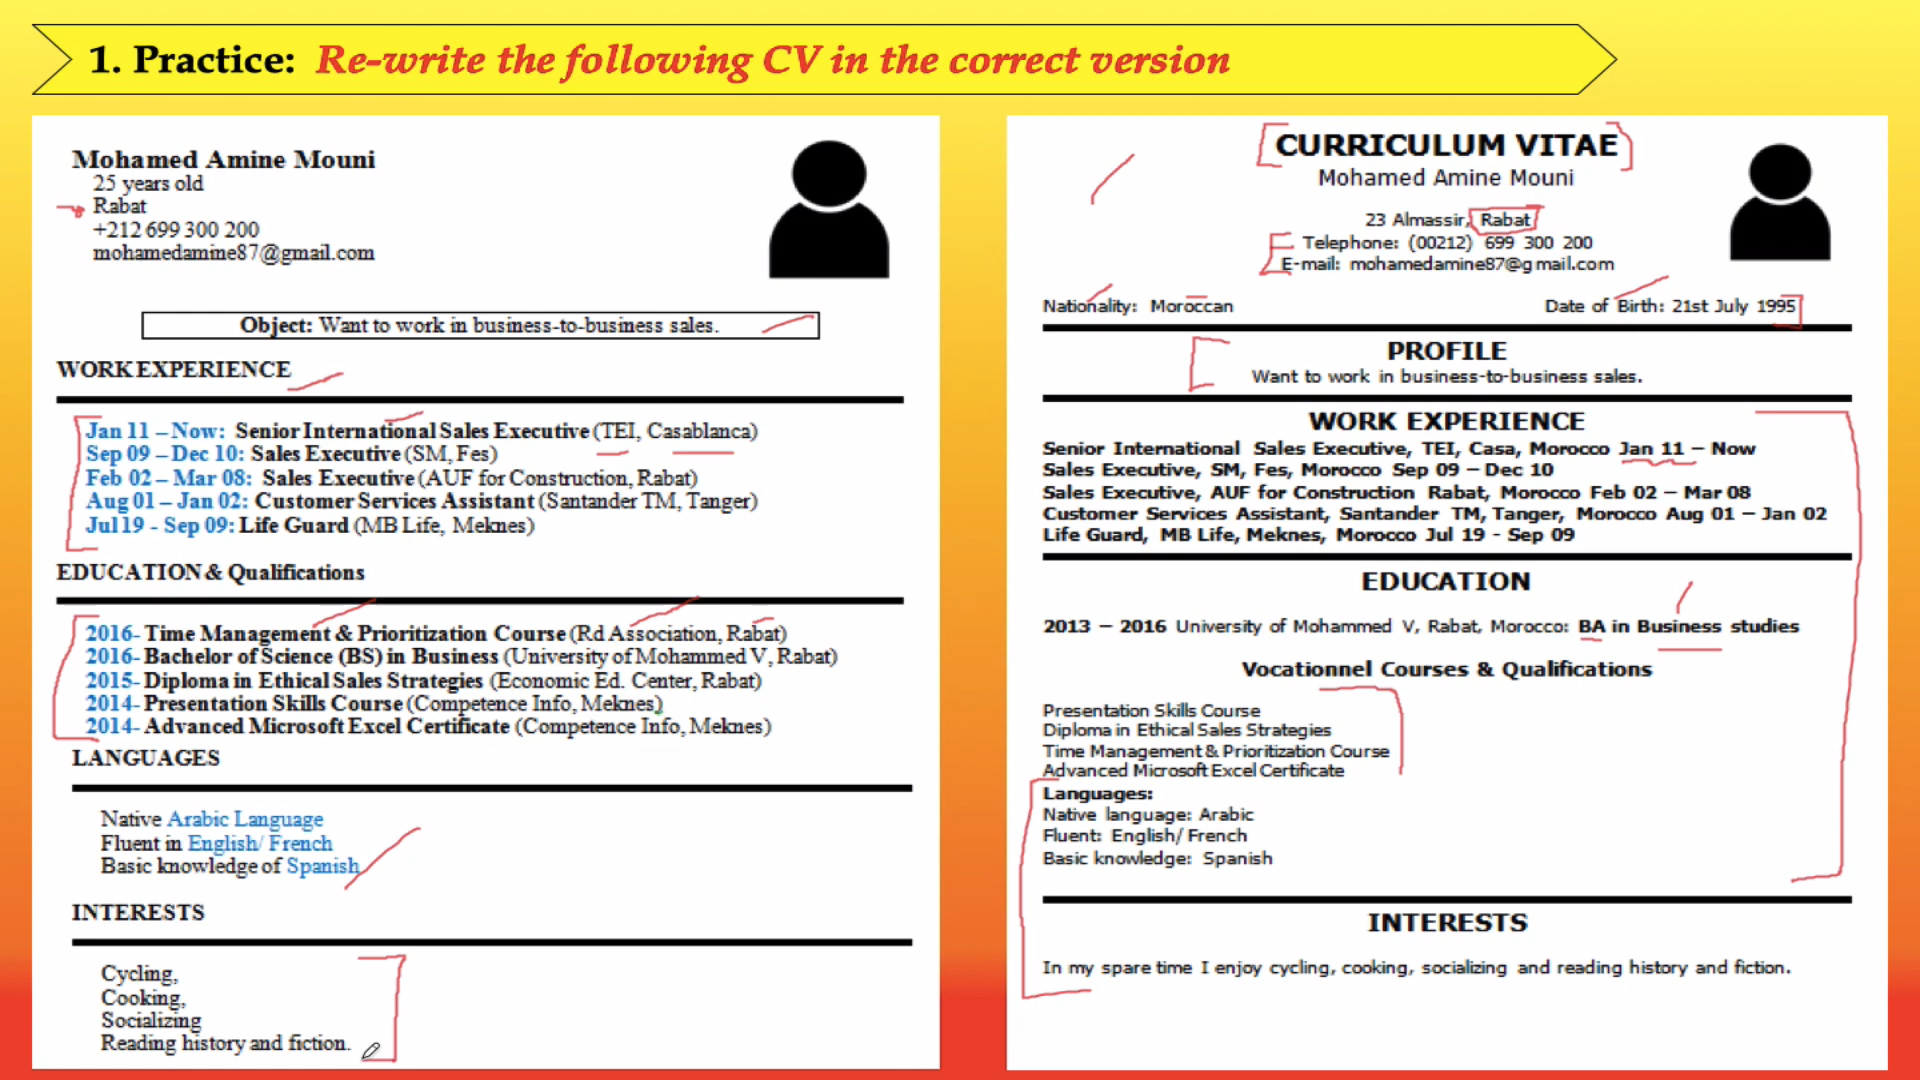 1. Practice: Re-write the following CV in the correct version
Mohamed Amine Mouni
25 years old
Rabat
+212 699 300 200
mohamedamine87@gmail.com
Object: Want to work in business-to-business sales.
WORK EXPERIENCE
Jan 11 – Now: Senior International Sales Executive (TEI, Casablanca)
Sep 09 – Dec 10: Sales Executive (SM, Fes)
Feb 02 – Mar 08: Sales Executive (AUF for Construction, Rabat)
Aug 01 – Jan 02: Customer Services Assistant (Santander TM, Tanger)
Jul 19 - Sep 09: Life Guard (MB Life, Meknes)
EDUCATION & Qualifications
2016- Time Management & Prioritization Course (Rd Association, Rabat)
2016- Bachelor of Science (BS) in Business (University of Mohammed V, Rabat)
2015- Diploma in Ethical Sales Strategies (Economic Ed. Center, Rabat)
2014- Presentation Skills Course (Competence Info, Meknes)
2014- Advanced Microsoft Excel Certificate (Competence Info, Meknes)
LANGUAGES
Native Arabic Language
Fluent in English/ French
Basic knowledge of Spanish
INTERESTS
Cycling,
Cooking,
Socializing
Reading history and fiction.
CURRICULUM VITAE
Mohamed Amine Mouni
23 Almassir, Rabat
Telephone: (00212) 699 300 200
E-mail: mohamedamine87@gmail.com
Nationality: Moroccan
Date of Birth: 21st July 1995
PROFILE
Want to work in business-to-business sales.
WORK EXPERIENCE
Senior International Sales Executive, TEI, Casa, Morocco Jan 11 – Now
Sales Executive, SM, Fes, Morocco Sep 09 – Dec 10
Sales Executive, AUF for Construction Rabat, Morocco Feb 02 – Mar 08
Customer Services Assistant, Santander TM, Tanger, Morocco Aug 01 – Jan 02
Life Guard, MB Life, Meknes, Morocco Jul 19 - Sep 09
EDUCATION
2013 – 2016 University of Mohammed V, Rabat, Morocco: BA in Business studies
Vocationnel Courses & Qualifications
Presentation Skills Course
Diploma in Ethical Sales Strategies
Time Management & Prioritization Course
Advanced Microsoft Excel Certificate
Languages:
Native language: Arabic
Fluent: English/ French
Basic knowledge: Spanish
INTERESTS
In my spare time I enjoy cycling, cooking, socializing and reading history and fiction.